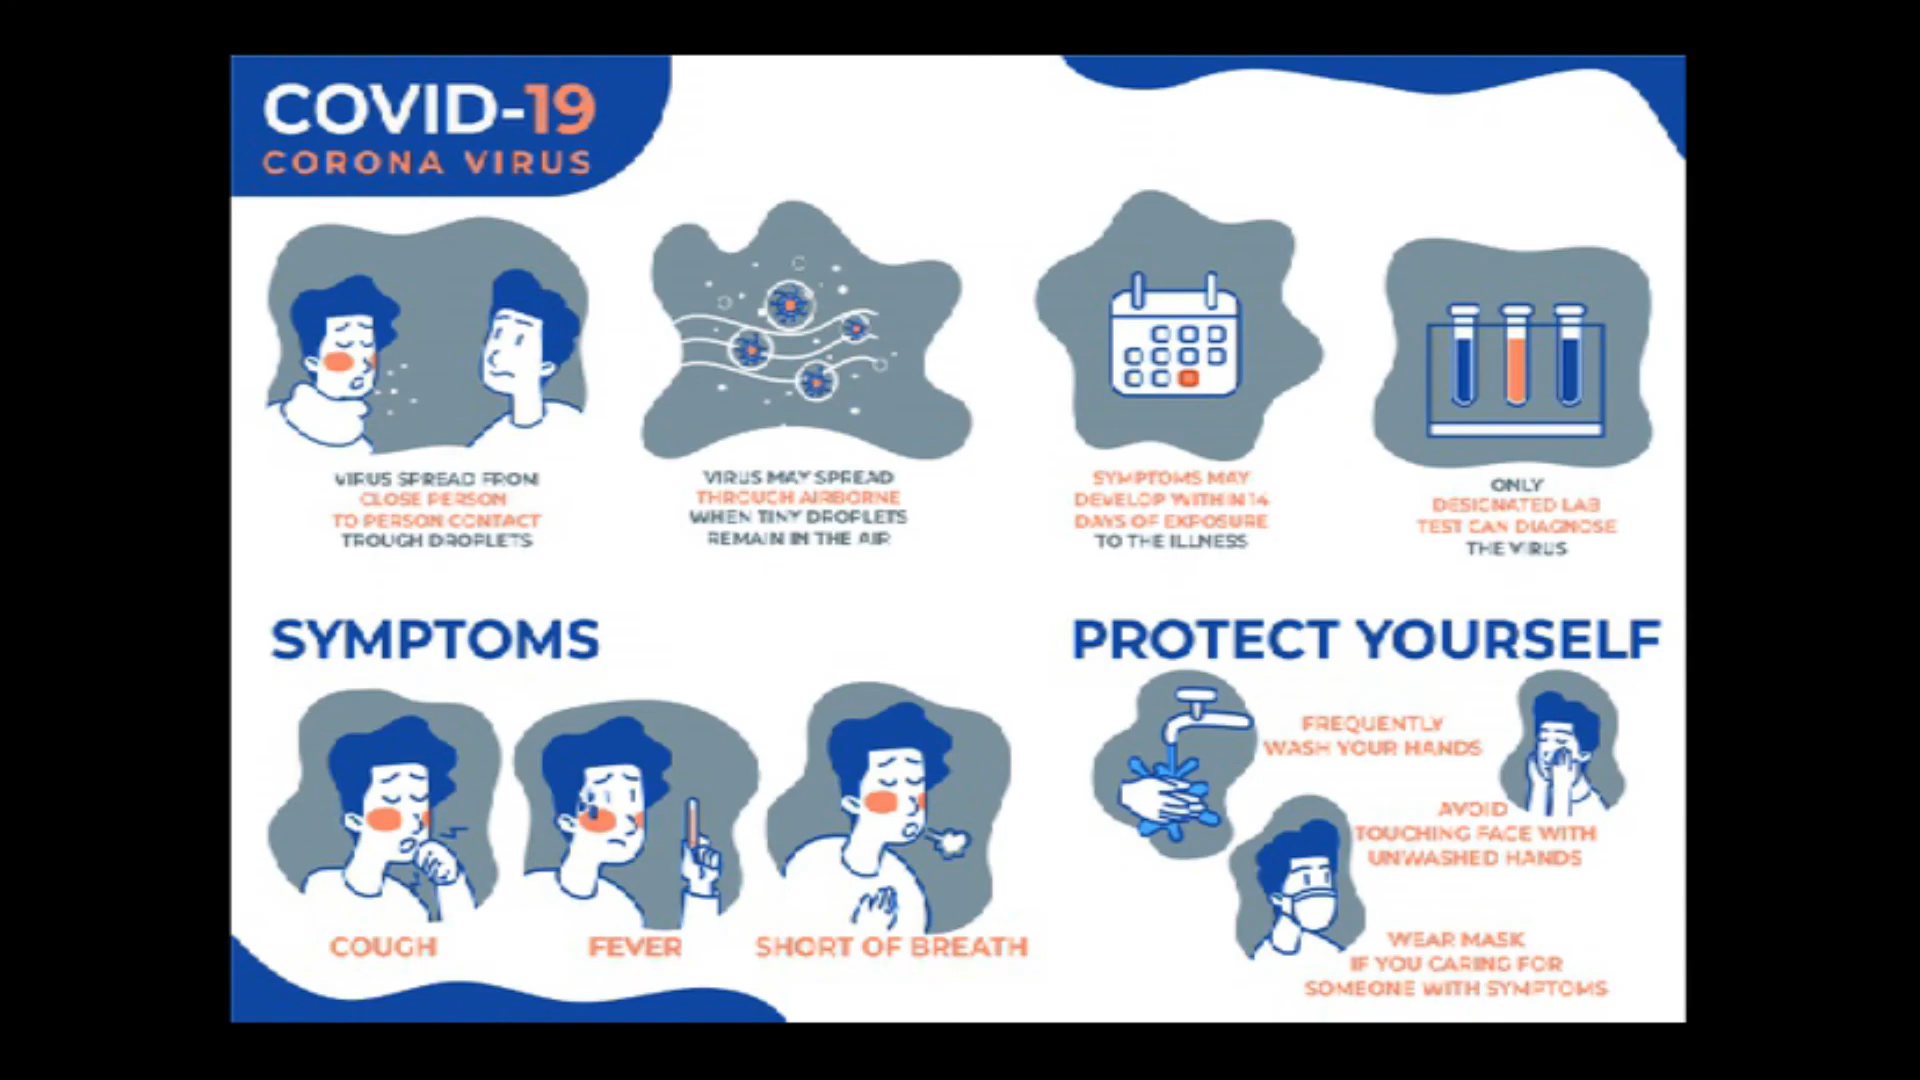 COVID-19
CORONA VIRUS
VIRUS SPREAD FROM
CLOSE PERSON
TO PERSON CONTACT
TROUGH DROPLETS
VIRUS MAY SPREAD
THROUGH AIRBORNE
WHEN TINY DROPLETS
REMAIN IN THE AIR
SYMPTOMS MAY
DEVELOP WITHIN 14
DAYS OF EXPOSURE
TO THE ILLNESS
ONLY
DESIGNATED LAB
TEST CAN DIAGNOSE
THE VIRUS
SYMPTOMS
COUGH
FEVER
SHORT OF BREATH
PROTECT YOURSELF
FREQUENTLY
WASH YOUR HANDS
AVOID
TOUCHING FACE WITH
UNWASHED HANDS
WEAR MASK
IF YOU CARING FOR
SOMEONE WITH SYMPTOMS